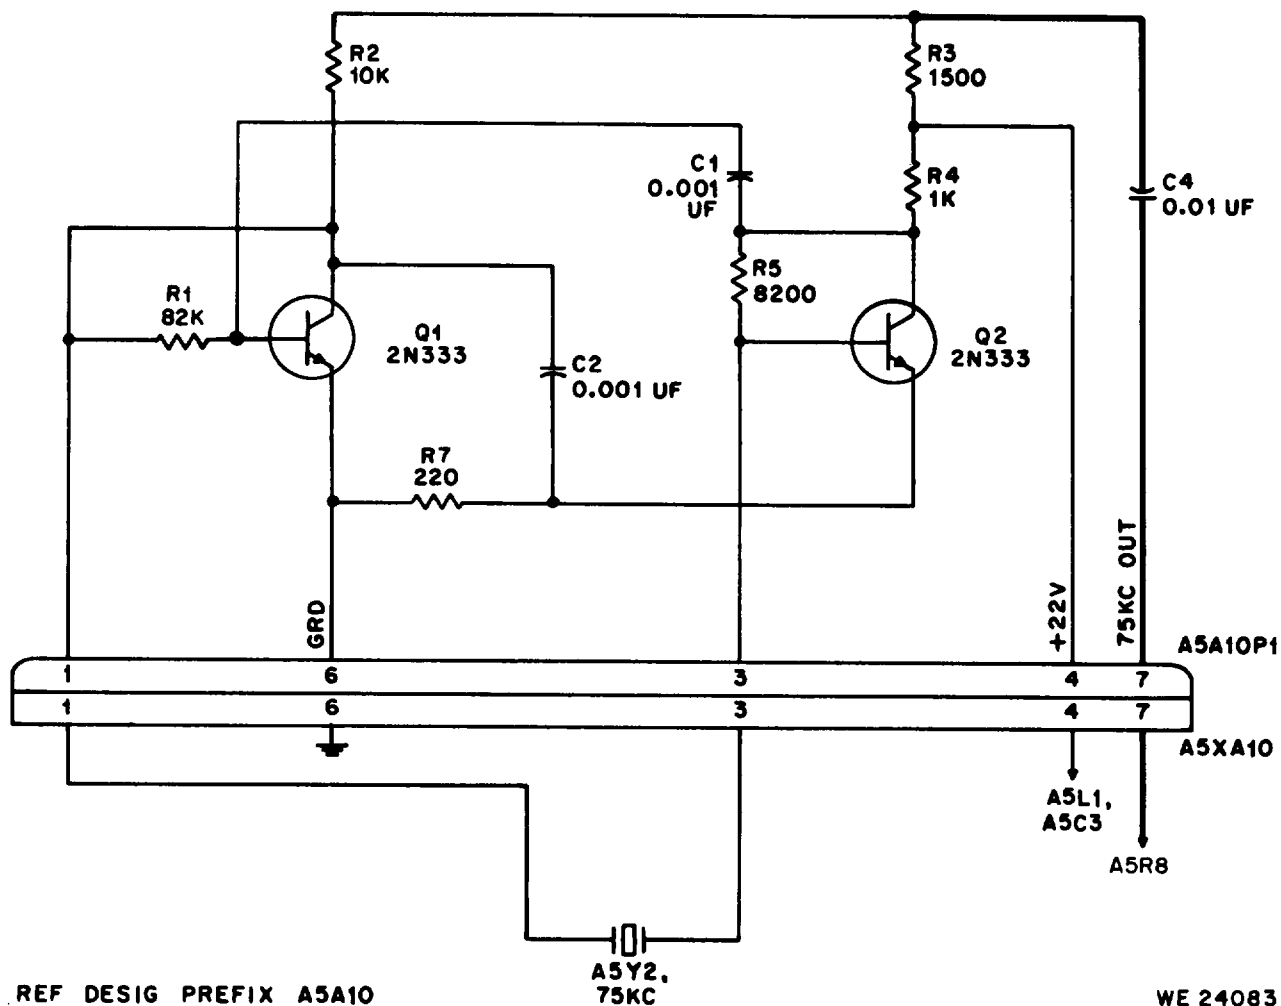 R2
10K
R3
1500
C1
0.001
UF
R4
1K
C4
0.01 UF
R1
82K
R5
8200
Q1
2N333
Q2
2N333
C2
0.001 UF
R7
220
GRD
+22V
75KC OUT
A5A10P1
1 6 3 4 7
1 6 3 4 7
A5XA10
A5L1,
A5C3
A5R8
A5Y2,
75KC
REF DESIG PREFIX A5A10
WE 24083